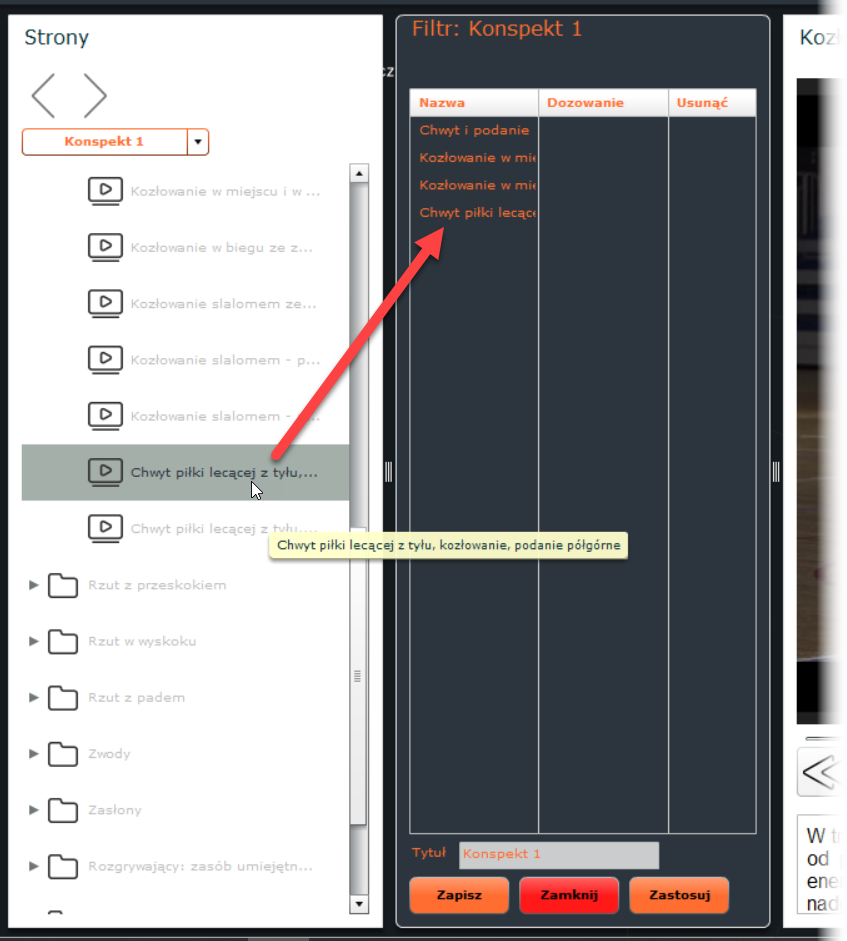 Strony
Konspekt 1
Kozłowanie w miejscu i w ...
Kozłowanie w biegu ze z...
Kozłowanie slalomem ze...
Kozłowanie slalomem - p...
Kozłowanie slalomem -
Chwyt piłki lecącej z tyłu,...
Chwyt piłki lecącej z tyłu,...
Chwyt piłki lecącej z tyłu, kozłowanie, podanie półgórne
Rzut z przeskokiem
Rzut w wyskoku
Rzut z padem
Zwody
Zasłony
Rozgrywający: zasób umiejętn...
cz
Filtr: Konspekt 1
Nazwa Dozowanie Usunąć
Chwyt i podanie
Kozłowanie w mie
Kozłowanie w mie
Chwyt piłki lecące
Tytuł Konspekt 1
Zapisz Zamknij Zastosuj
Kozł
W tr
od
ene
nad